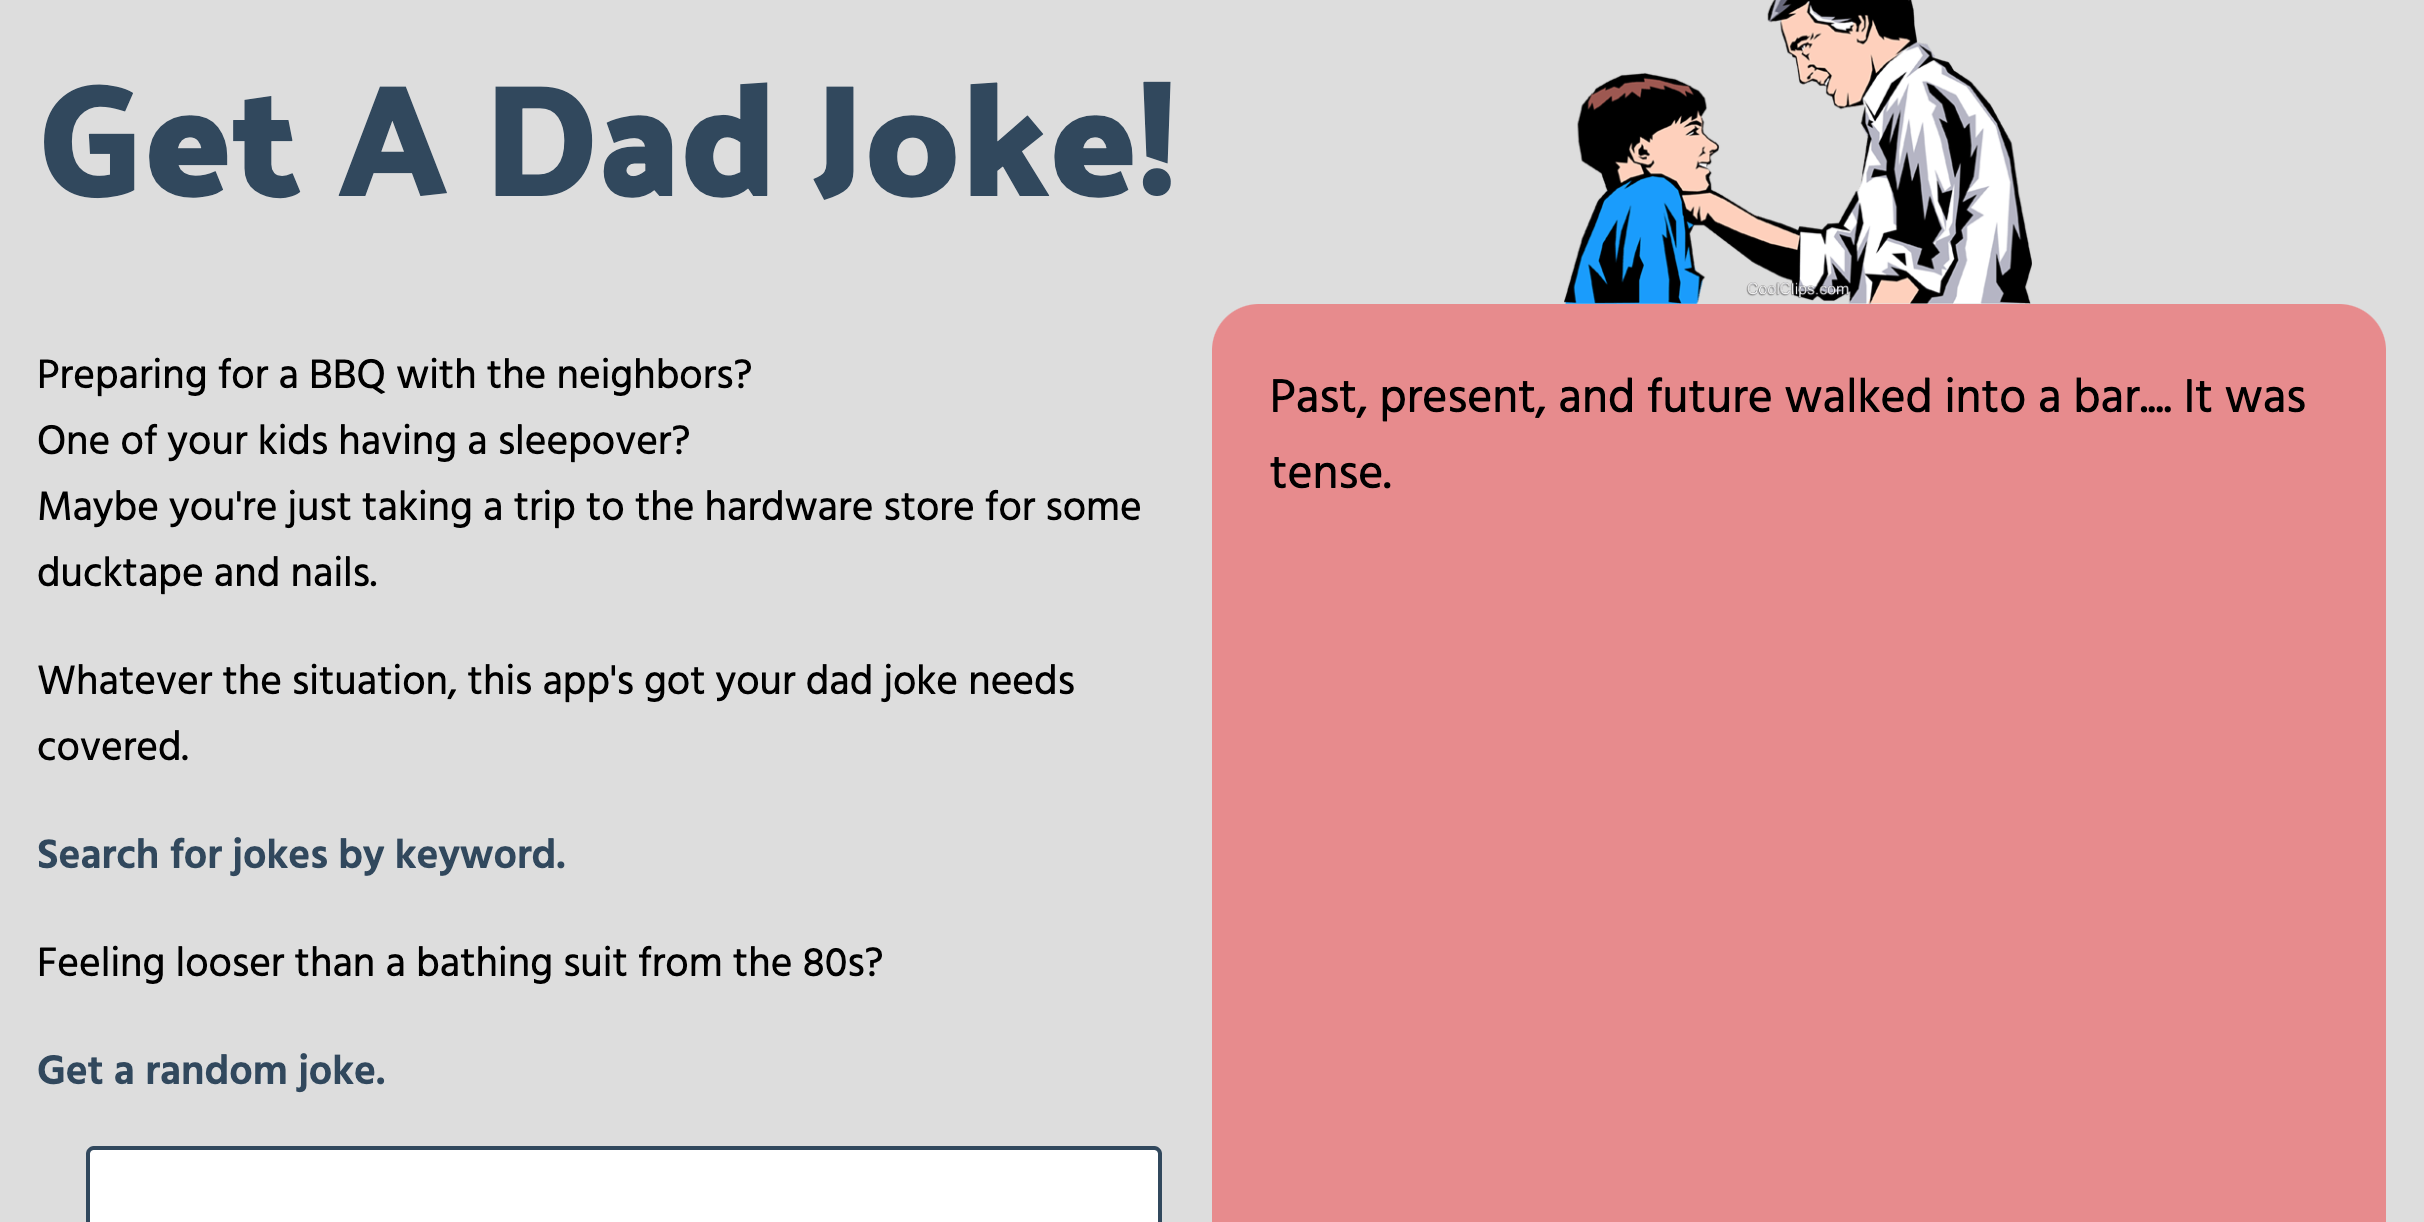 Get A Dad Joke!
CoolClips.com
Preparing for a BBQ with the neighbors?
One of your kids having a sleepover?
Maybe you're just taking a trip to the hardware store for some
ducktape and nails.
Whatever the situation, this app's got your dad joke needs
covered.
Search for jokes by keyword.
Feeling looser than a bathing suit from the 80s?
Get a random joke.
Past, present, and future walked into a bar.... It was
tense.